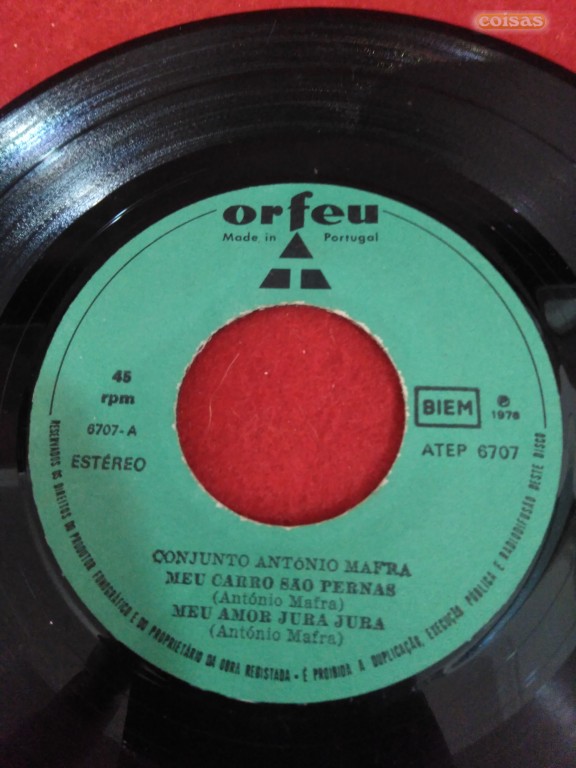 coisas
orfeu
Made in Portugal
45
rpm
BIEM
℗
1978
6707-A
ATEP 6707
ESTÉREO
CONJUNTO ANTÓNIO MAFRA
MEU CARRO SÃO PERNAS
(António Mafra)
MEU AMOR JURA JURA
(António Mafra)
RESERVADOS OS DIREITOS DO PRODUTOR FONOGRÁFICO E DO PROPRIETÁRIO DA OBRA REGISTADA - É PROIBIDA A DUPLICAÇÃO, EXECUÇÃO PÚBLICA E RADIODIFUSÃO DESTE DISCO